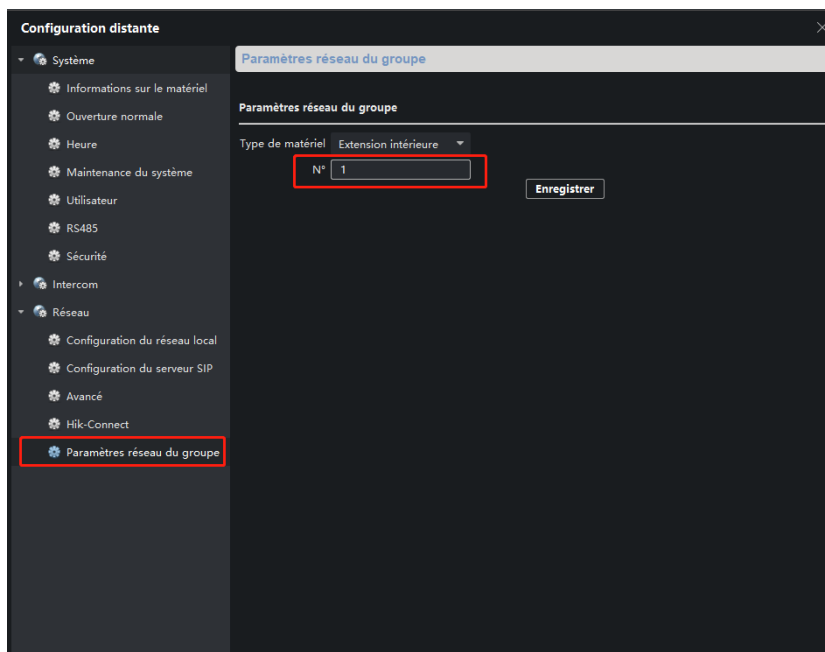 Configuration distante
Système
Informations sur le matériel
Ouverture normale
Heure
Maintenance du système
Utilisateur
RS485
Sécurité
Intercom
Réseau
Configuration du réseau local
Configuration du serveur SIP
Avancé
Hik-Connect
Paramètres réseau du groupe
Paramètres réseau du groupe
Paramètres réseau du groupe
Type de matériel Extension intérieure
N° 1
Enregistrer